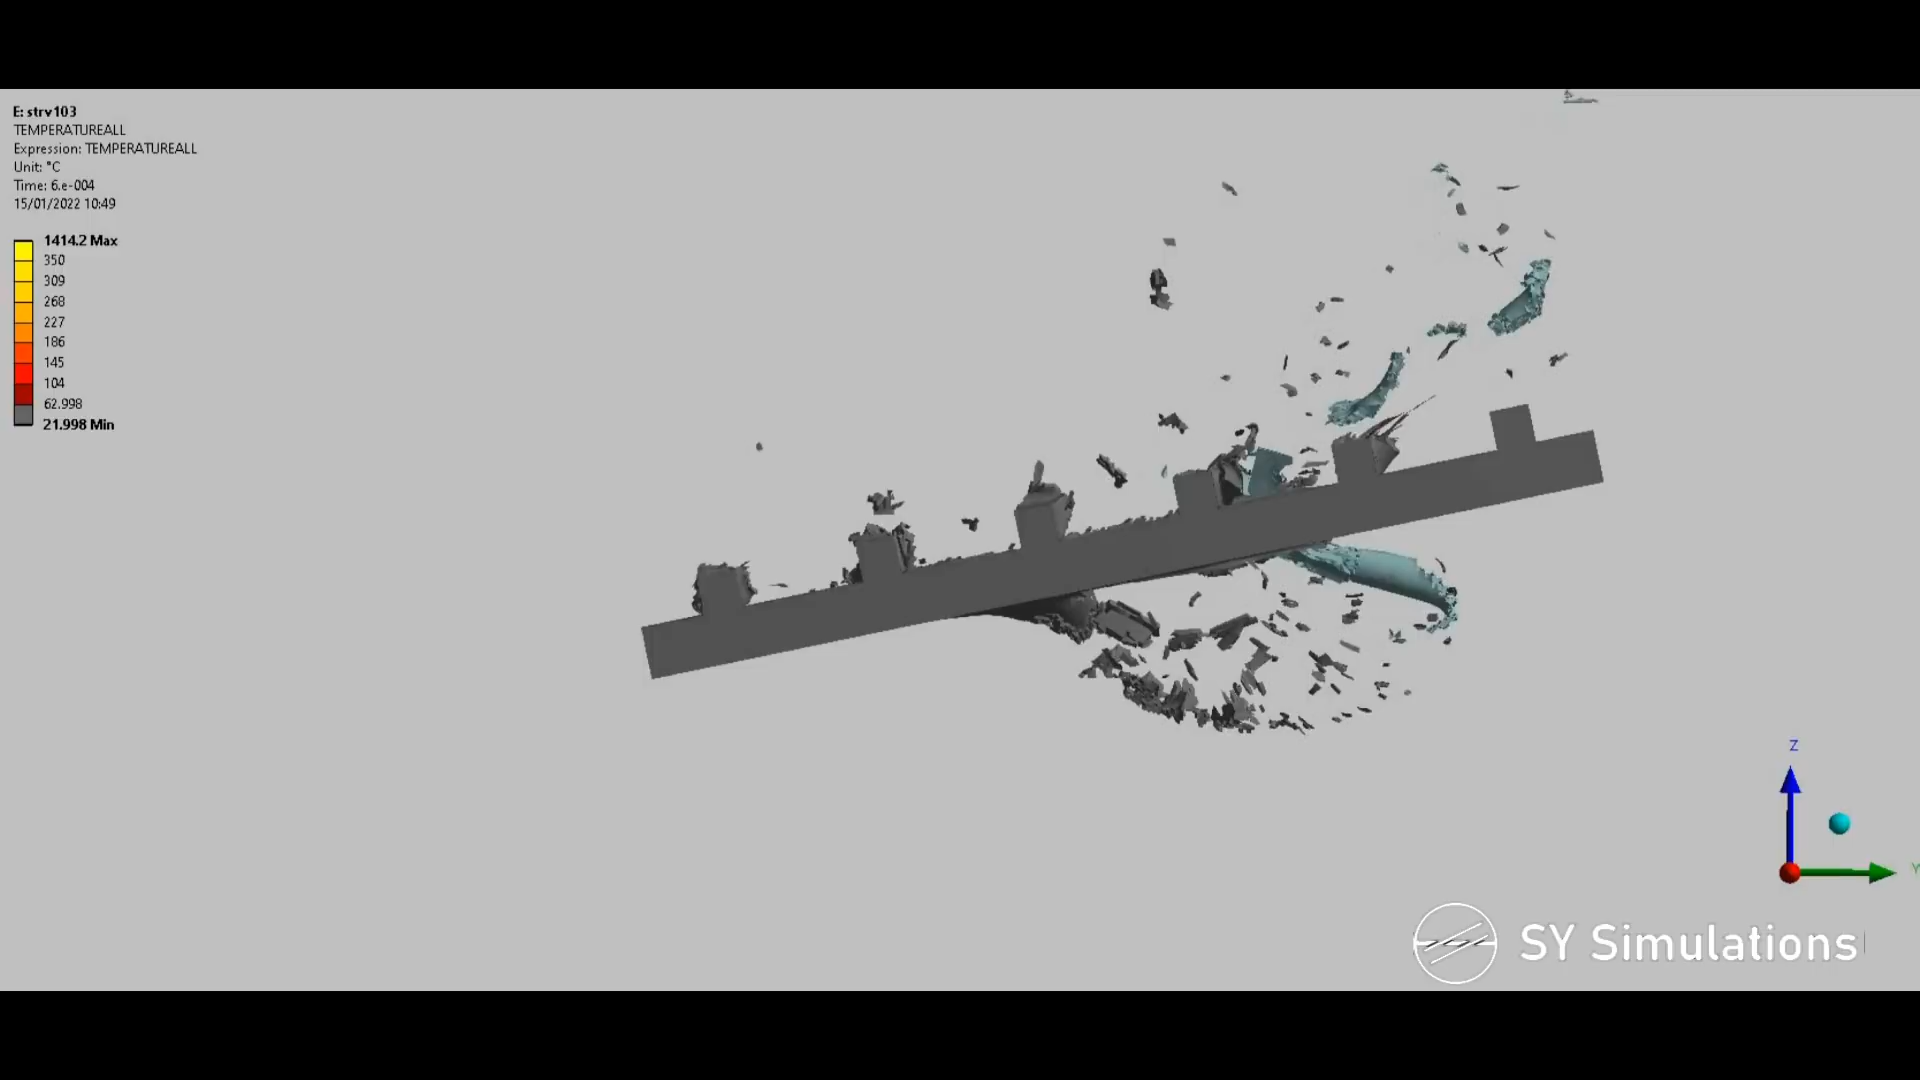 E: strv103
TEMPERATUREALL
Expression: TEMPERATUREALL
Unit: °C
Time: 6.e-004
15/01/2022 10:49
1414.2 Max
350
309
268
227
186
145
104
62.998
21.998 Min
Z
Y
SY Simulations